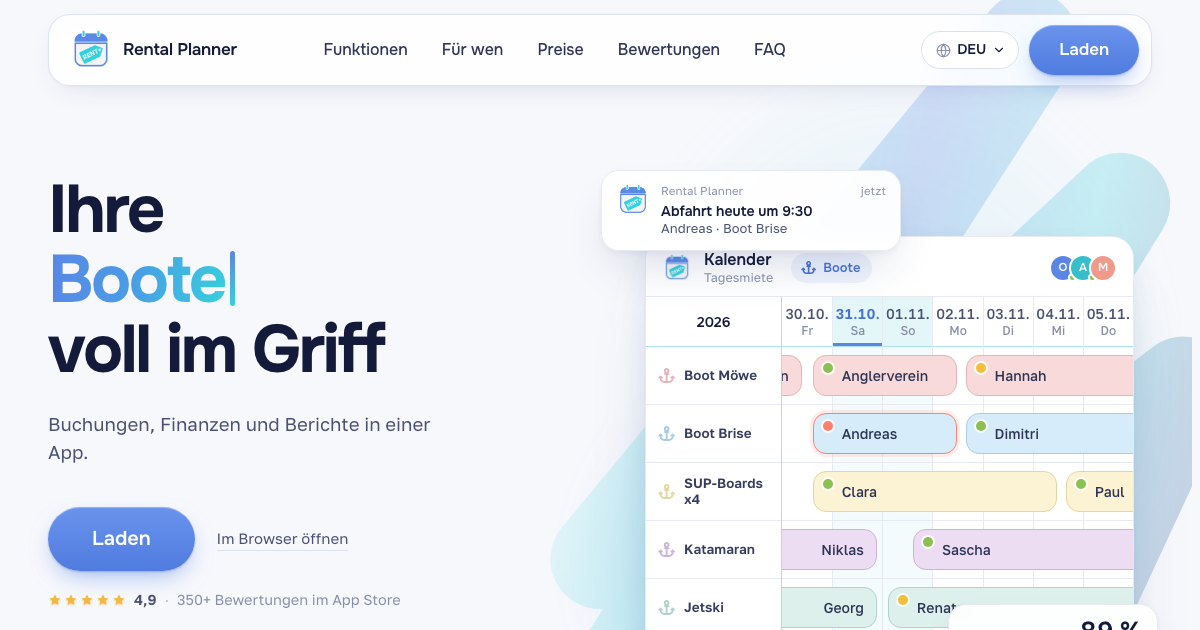 Rental Planner
Funktionen
Für wen
Preise
Bewertungen
FAQ
DEU
Laden
Ihre
Boote
voll im Griff
Buchungen, Finanzen und Berichte in einer
App.
Laden
Im Browser öffnen
4,9 · 350+ Bewertungen im App Store
Rental Planner
jetzt
Abfahrt heute um 9:30
Andreas · Boot Brise
Kalender
Tagesmiete
Boote
O A M
2026
30.10. 31.10. 01.11. 02.11. 03.11. 04.11. 05.11.
Fr Sa So Mo Di Mi Do
Boot Möwe
n
Anglerverein
Hannah
Boot Brise
Andreas
Dimitri
SUP-Boards
x4
Clara
Paul
Katamaran
Niklas
Sascha
Jetski
Georg
Renat
89 %